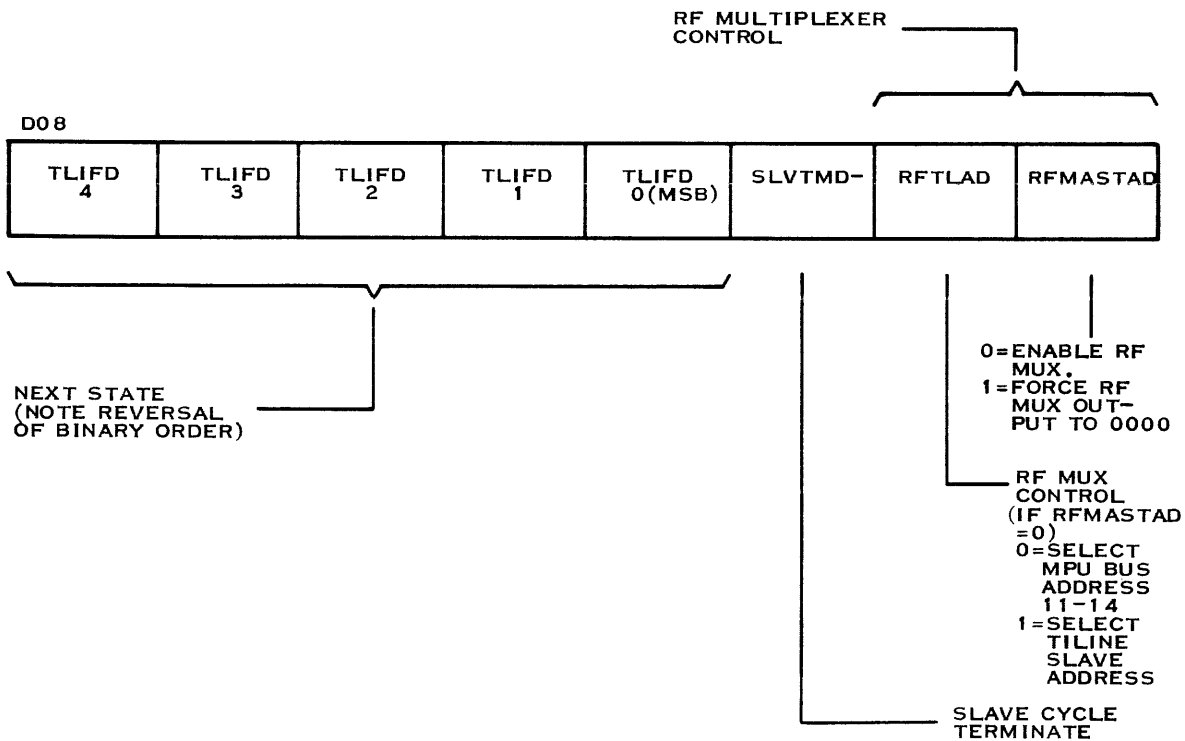 RF MULTIPLEXER
CONTROL
D08
TLIFD
4
TLIFD
3
TLIFD
2
TLIFD
1
TLIFD
0(MSB)
SLVTMD-
RFTLAD
RFMASTAD
NEXT STATE
(NOTE REVERSAL
OF BINARY ORDER)
0=ENABLE RF
MUX.
1=FORCE RF
MUX OUT-
PUT TO 0000
RF MUX
CONTROL
(IF RFMASTAD
=0)
0=SELECT
MPU BUS
ADDRESS
11-14
1=SELECT
TILINE
SLAVE
ADDRESS
SLAVE CYCLE
TERMINATE